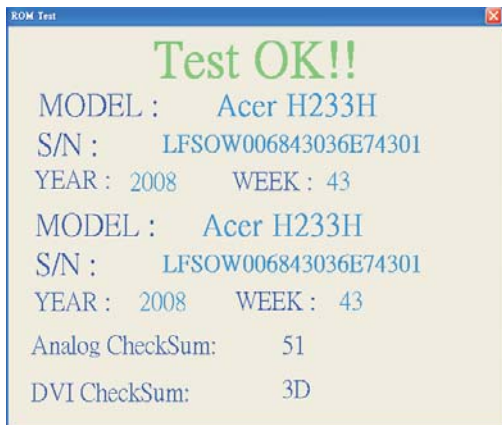 ROM Test
Test OK!!
MODEL : Acer H233H
S/N : LFSOW006843036E74301
YEAR : 2008 WEEK : 43
MODEL : Acer H233H
S/N : LFSOW006843036E74301
YEAR : 2008 WEEK : 43
Analog CheckSum: 51
DVI CheckSum: 3D